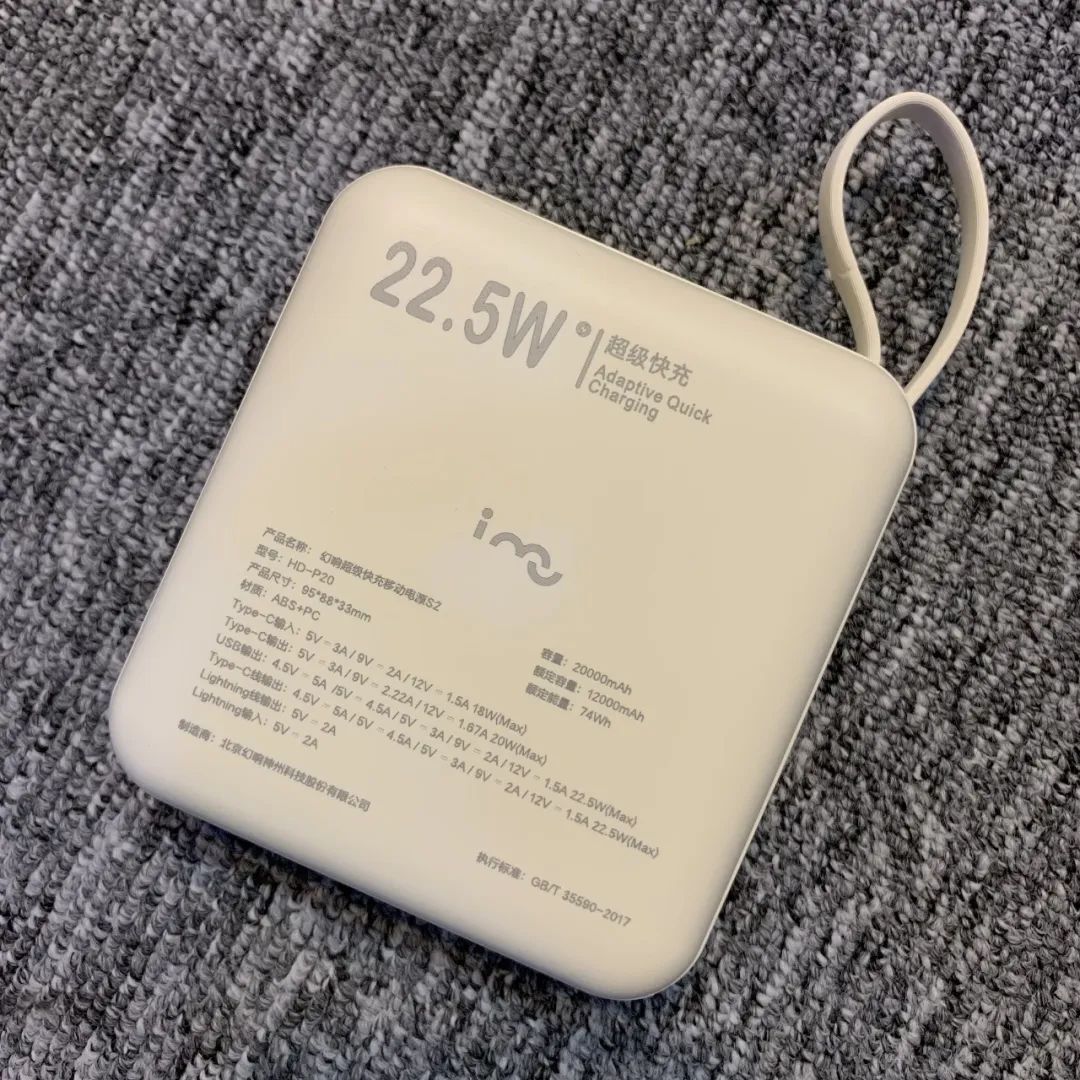 22.5W
超级快充
Adaptive Quick
Charging
产品名称：幻响超级快充移动电源S2
型号：HD-P20
产品尺寸：95*88*33mm
材质：ABS+PC
Type-C输入：5V⎓3A / 9V⎓2A / 12V⎓1.5A 18W(Max)
Type-C输出：5V⎓3A / 9V⎓2.22A / 12V⎓1.67A 20W(Max)
USB输出：4.5V⎓5A /5V⎓4.5A / 5V⎓3A / 9V⎓2A / 12V⎓1.5A 22.5W(Max)
Type-C线输出：4.5V⎓5A / 5V⎓4.5A / 5V⎓3A / 9V⎓2A / 12V⎓1.5A 22.5W(Max)
Lightning线输出：5V⎓2A
Lightning输入：5V⎓2A
制造商：北京幻响神州科技股份有限公司
容量：20000mAh
额定容量：12000mAh
额定能量：74Wh
执行标准：GB/T 35590-2017